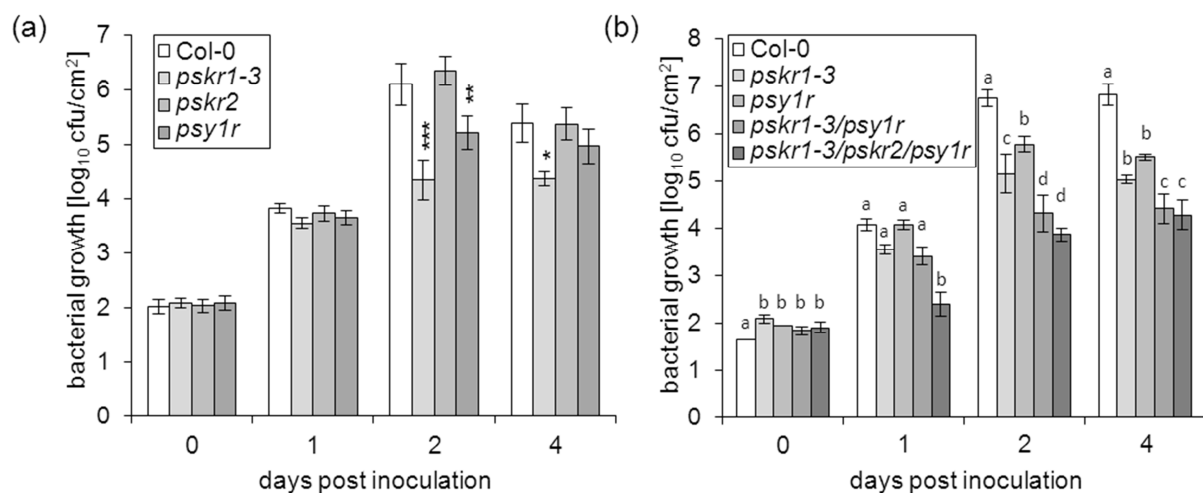 (a)
bacterial growth [log10 cfu/cm2]
7
6
5
4
3
2
1
0
Col-0
pskr1-3
pskr2
psy1r
***
**
*
0 1 2 4
days post inoculation
(b)
bacterial growth [log10 cfu/cm2]
8
7
6
5
4
3
2
1
0
Col-0
pskr1-3
psy1r
pskr1-3/psy1r
pskr1-3/pskr2/psy1r
a b b b b
a a a a b
a c b d d
a b b c c
0 1 2 4
days post inoculation